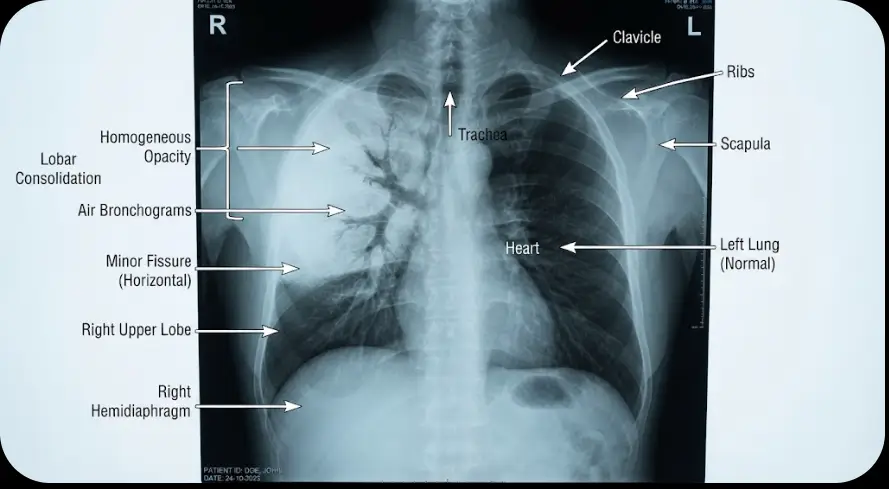 R
L
Clavicle
Ribs
Trachea
Scapula
Homogeneous
Opacity
Lobar
Consolidation
Air Bronchograms
Heart
Left Lung
(Normal)
Minor Fissure
(Horizontal)
Right Upper Lobe
Right
Hemidiaphragm
PATIENT ID: DOE, JOHN
DATE: 24-10-2025